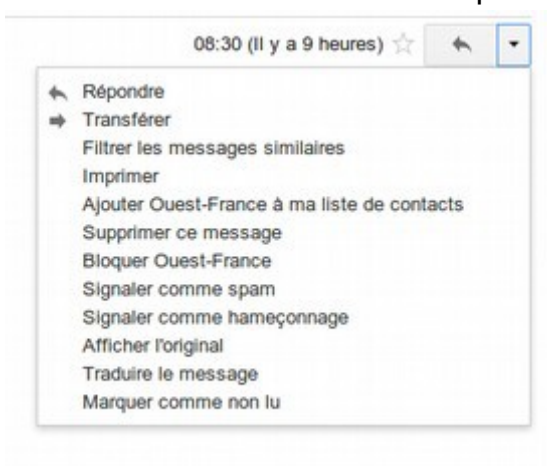 08:30 (Il y a 9 heures)
Répondre
Transférer
Filtrer les messages similaires
Imprimer
Ajouter Ouest-France à ma liste de contacts
Supprimer ce message
Bloquer Ouest-France
Signaler comme spam
Signaler comme hameçonnage
Afficher l'original
Traduire le message
Marquer comme non lu